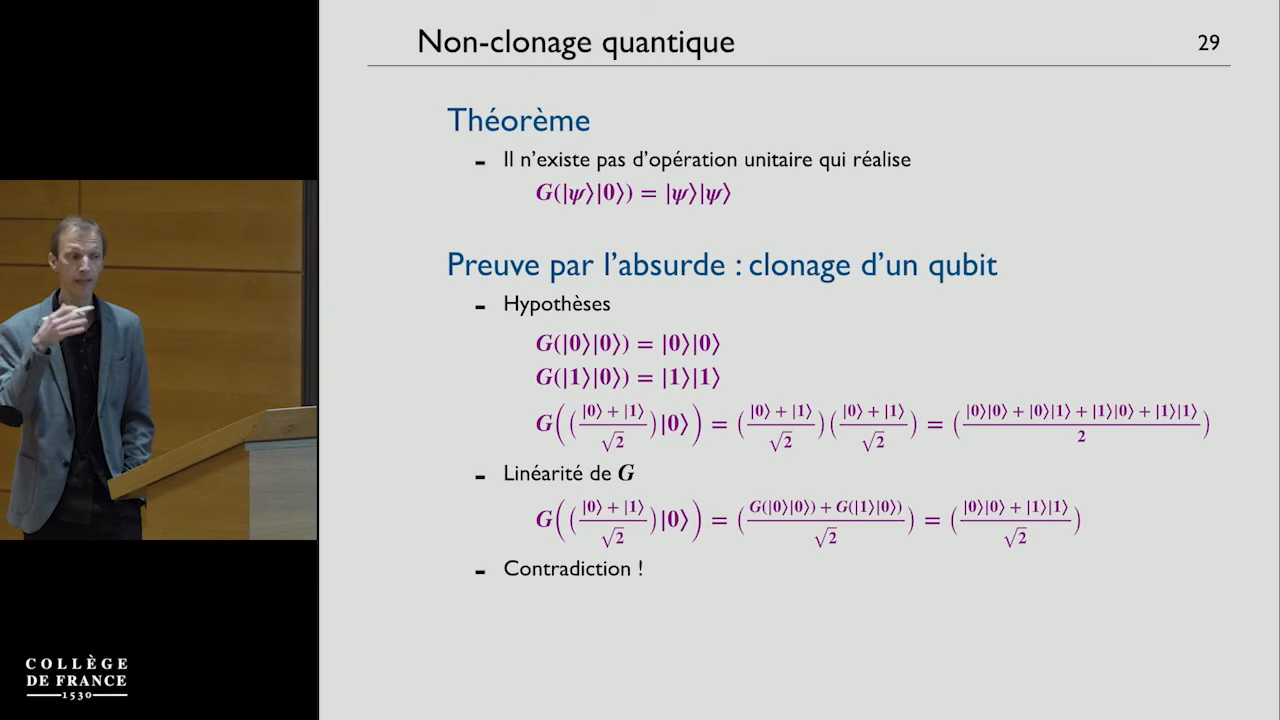 Non-clonage quantique
29
Théorème
- Il n'existe pas d'opération unitaire qui réalise
G(|ψ⟩|0⟩) = |ψ⟩|ψ⟩
Preuve par l'absurde : clonage d'un qubit
- Hypothèses
G(|0⟩|0⟩) = |0⟩|0⟩
G(|1⟩|0⟩) = |1⟩|1⟩
G((|0⟩ + |1⟩/√2)|0⟩) = (|0⟩ + |1⟩/√2)(|0⟩ + |1⟩/√2) = (|0⟩|0⟩ + |0⟩|1⟩ + |1⟩|0⟩ + |1⟩|1⟩/2)
- Linéarité de G
G((|0⟩ + |1⟩/√2)|0⟩) = (G(|0⟩|0⟩) + G(|1⟩|0⟩)/√2) = (|0⟩|0⟩ + |1⟩|1⟩/√2)
- Contradiction !
COLLÈGE
DE FRANCE
1530